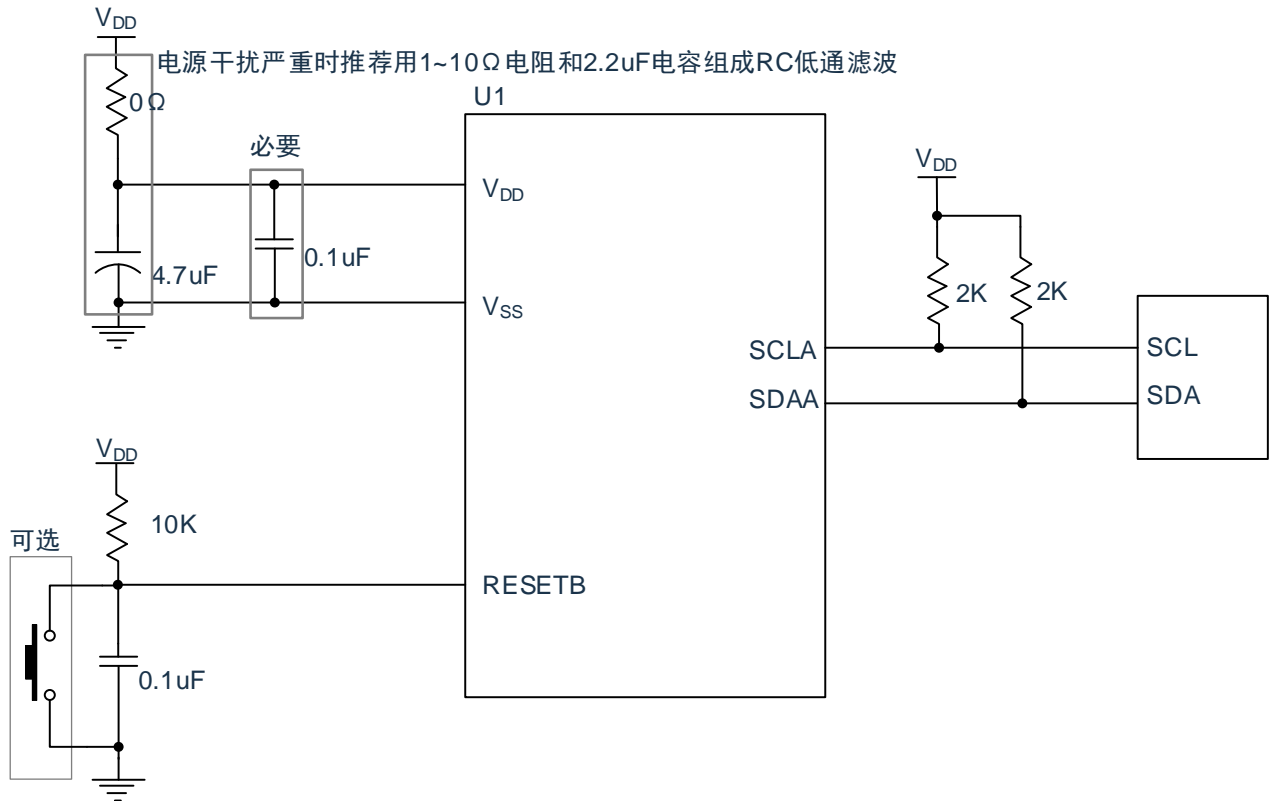 VDD
电源干扰严重时推荐用1~10Ω电阻和2.2uF电容组成RC低通滤波
0Ω
U1
必要
VDD
VDD
0.1uF
4.7uF
2K
2K
VSS
SCLA
SCL
SDAA
SDA
VDD
10K
可选
RESETB
0.1uF